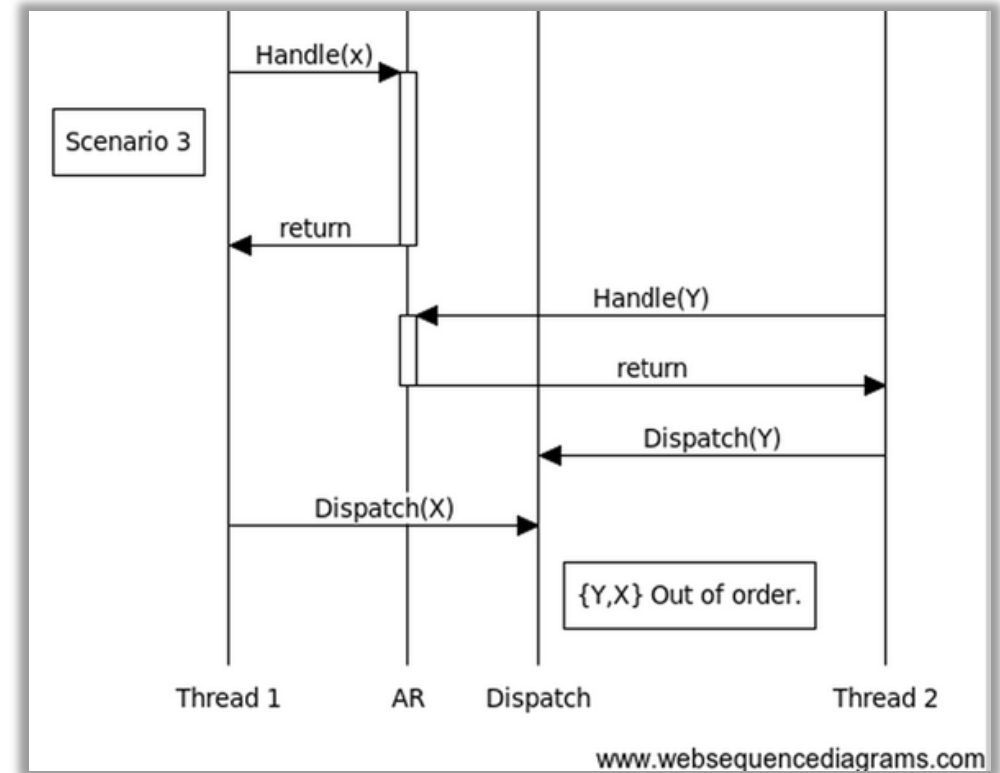 Handle(x)
Scenario 3
return
Handle(Y)
return
Dispatch(Y)
Dispatch(X)
{Y,X} Out of order.
Thread 1
AR
Dispatch
Thread 2
www.websequencediagrams.com